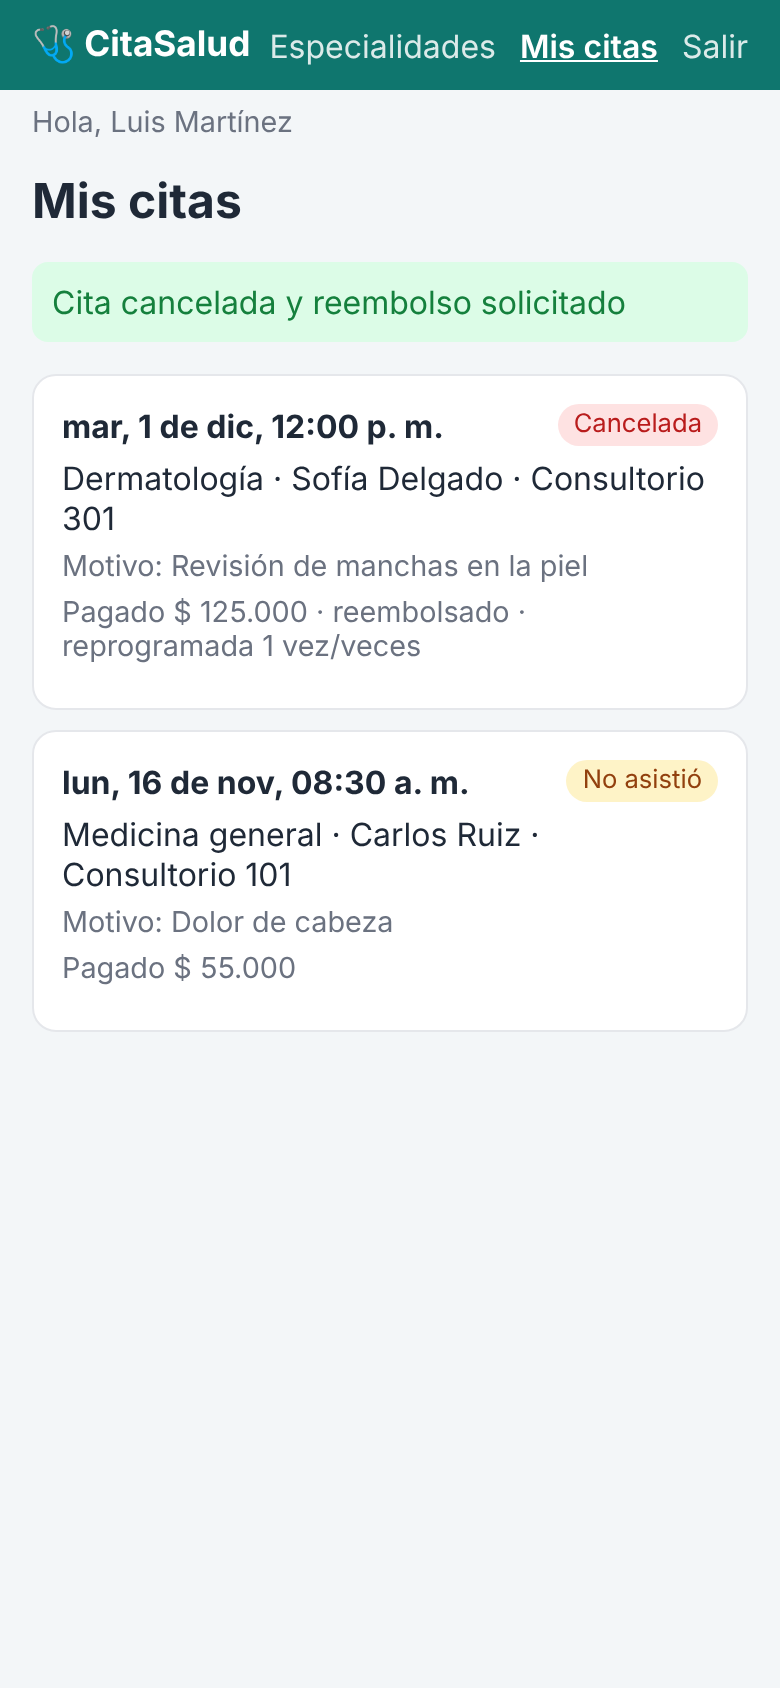 CitaSalud Especialidades Mis citas Salir
Hola, Luis Martínez
Mis citas
Cita cancelada y reembolso solicitado
mar, 1 de dic, 12:00 p. m. Cancelada
Dermatología · Sofía Delgado · Consultorio
301
Motivo: Revisión de manchas en la piel
Pagado $ 125.000 · reembolsado ·
reprogramada 1 vez/veces
lun, 16 de nov, 08:30 a. m. No asistió
Medicina general · Carlos Ruiz ·
Consultorio 101
Motivo: Dolor de cabeza
Pagado $ 55.000